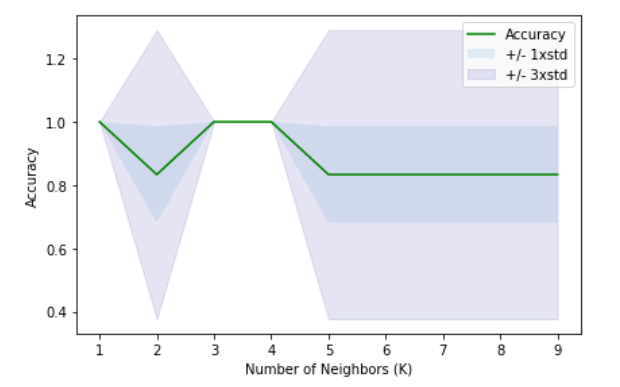 Accuracy
+/- 1xstd
+/- 3xstd
1.2
1.0
0.8
0.6
0.4
Accuracy
1 2 3 4 5 6 7 8 9
Number of Neighbors (K)